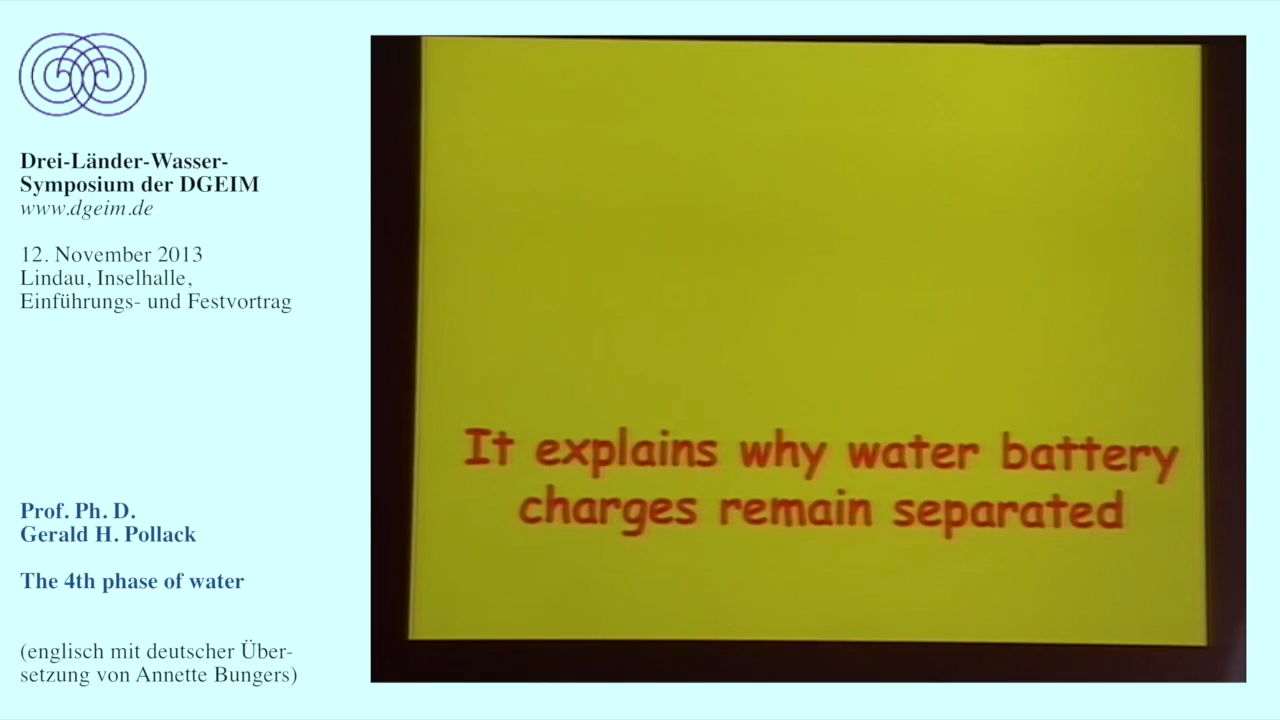 Drei-Länder-Wasser-
Symposium der DGEIM
www.dgeim.de
12. November 2013
Lindau, Inselhalle,
Einführungs- und Festvortrag
Prof. Ph. D.
Gerald H. Pollack
The 4th phase of water
(englisch mit deutscher Über-
setzung von Annette Bungers)
It explains why water battery
charges remain separated